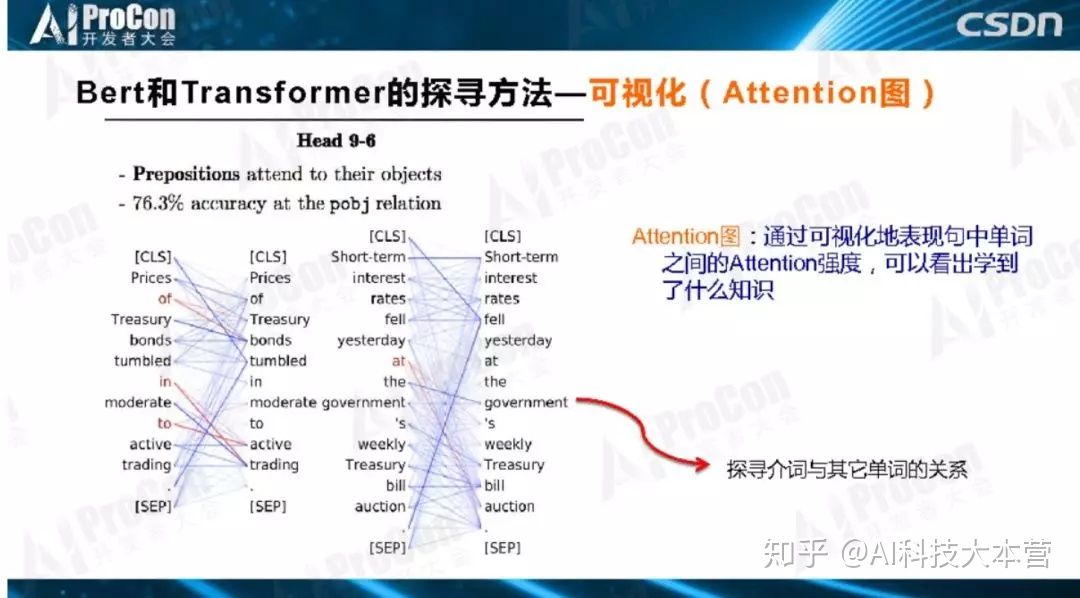 AI ProCon
开发者大会
CSDN
Bert和Transformer的探寻方法—可视化（Attention图）
Head 9-6
- Prepositions attend to their objects
- 76.3% accuracy at the pobj relation
[CLS] [CLS]
Prices Prices
of of
Treasury Treasury
bonds bonds
tumbled tumbled
in in
moderate moderate
to to
active active
trading trading
. .
[SEP] [SEP]
[CLS] [CLS]
Short-term Short-term
interest interest
rates rates
fell fell
yesterday yesterday
at at
the the
government government
's 's
weekly weekly
Treasury Treasury
bill bill
auction auction
. .
[SEP] [SEP]
Attention图：通过可视化地表现句中单词
之间的Attention强度，可以看出学到
了什么知识
探寻介词与其它单词的关系
知乎 @AI科技大本营